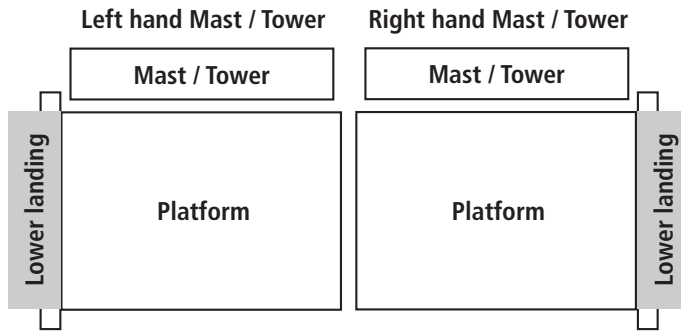 Left hand Mast / Tower
Right hand Mast / Tower
Mast / Tower
Mast / Tower
Lower landing
Platform
Platform
Lower landing